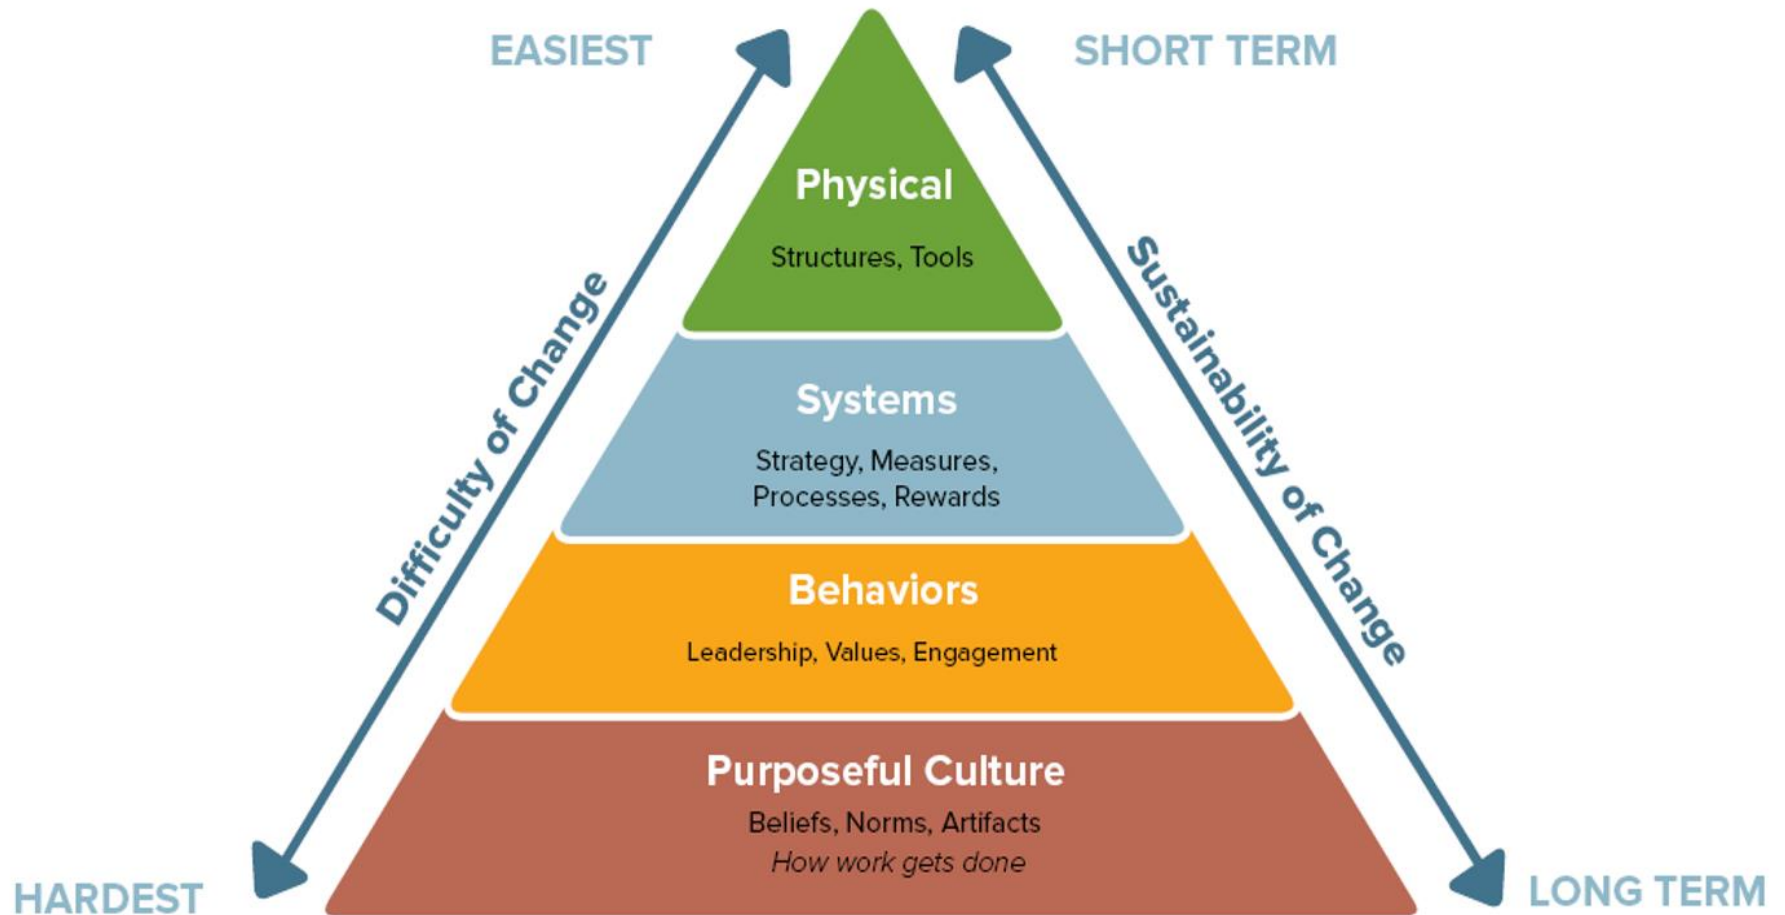 EASIEST
SHORT TERM
Physical
Structures, Tools
Difficulty of Change
Sustainability of Change
Systems
Strategy, Measures,
Processes, Rewards
Behaviors
Leadership, Values, Engagement
Purposeful Culture
Beliefs, Norms, Artifacts
How work gets done
HARDEST
LONG TERM